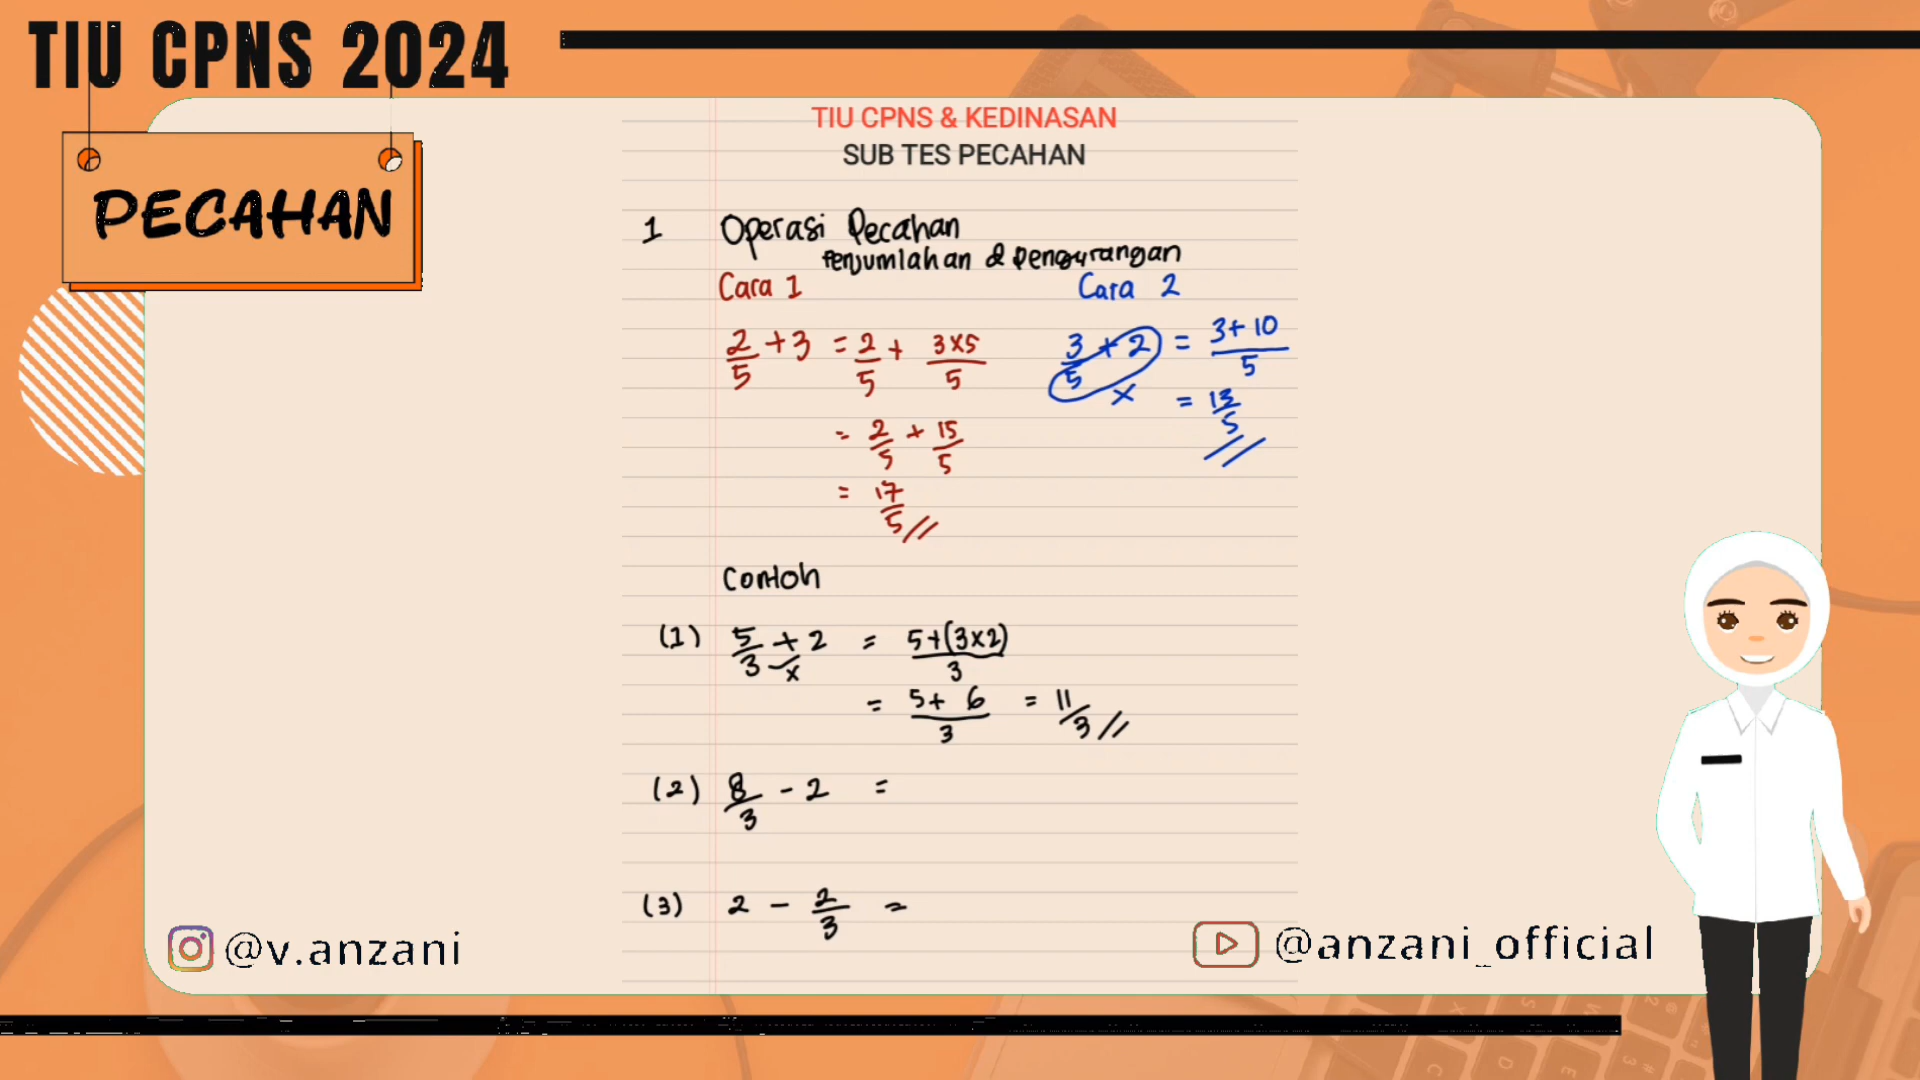 TIU CPNS 2024
PECAHAN
TIU CPNS & KEDINASAN
SUB TES PECAHAN
1 Operasi Pecahan
Penjumlahan & Pengurangan
Cara 1
2/5 + 3 = 2/5 + 3x5/5
= 2/5 + 15/5
= 17/5 //
Cara 2
3/5 + 2 = 3+10/5
x
= 13/5 //
Contoh
(1) 5/3 + 2 = 5+(3x2)/3
x
= 5+ 6/3 = 11/3 //
(2) 8/3 - 2 =
(3) 2 - 2/3 =
@v.anzani
@anzani_official